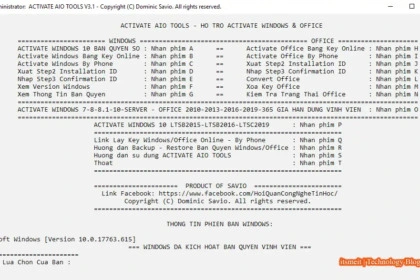 ministrator: ACTIVATE AIO TOOLS V3.1 - Copyright (C) Dominic Savio. All rights reserved.
ACTIVATE AIO TOOLS - HO TRO ACTIVATE WINDOWS & OFFICE
WINDOWS OFFICE
ACTIVATE WINDOWS 10 BAN QUYEN SO : Nhan phim A == Activate Office Bang Key Online : Nhan phim H
Activate Windows Bang Key Online : Nhan phim B == Activate Office By Phone : Nhan phim I
Activate Windows By Phone : Nhan phim C == Xuat Step2 Installation ID : Nhan phim J
Xuat Step2 Installation ID : Nhan phim D == Nhap Step3 Confirmation ID : Nhan phim K
Nhap Step3 Confirmation ID : Nhan phim E == Convert Office : Nhan phim L
Xem Version Windows : Nhan phim F == Xoa Key Office : Nhan phim M
Xem Thong Tin Ban Quyen : Nhan phim G == Kiem Tra Trang Thai Office : Nhan phim N
ACTIVATE WINDOWS 7-8-8.1-10-SERVER - OFFICE 2010-2013-2016-2019-365 GIA HAN DUNG VINH VIEN : Nhan phim O
ACTIVATE WINDOWS 10 LTSB2015-LTSB2016-LTSC2019 : Nhan phim P
Link Lay Key Windows/Office Online - By Phone : Nhan phim Q
Huong dan Backup - Restore Ban Quyen Windows/Office : Nhan phim R
Huong dan su dung ACTIVATE AIO TOOLS : Nhan phim S
Thoat : Nhan phim T
PRODUCT OF SAVIO
Link Facebook: https://www.facebook.com/HoiQuanCongNgheTinHoc/
Copyright (C) Dominic Savio. All rights reserved.
THONG TIN PHIEN BAN WINDOWS:
soft Windows [Version 10.0.17763.615]
=== WINDOWS DA KICH HOAT BAN QUYEN VINH VIEN ===
Lua Chon Cua Ban :
Technology Blog